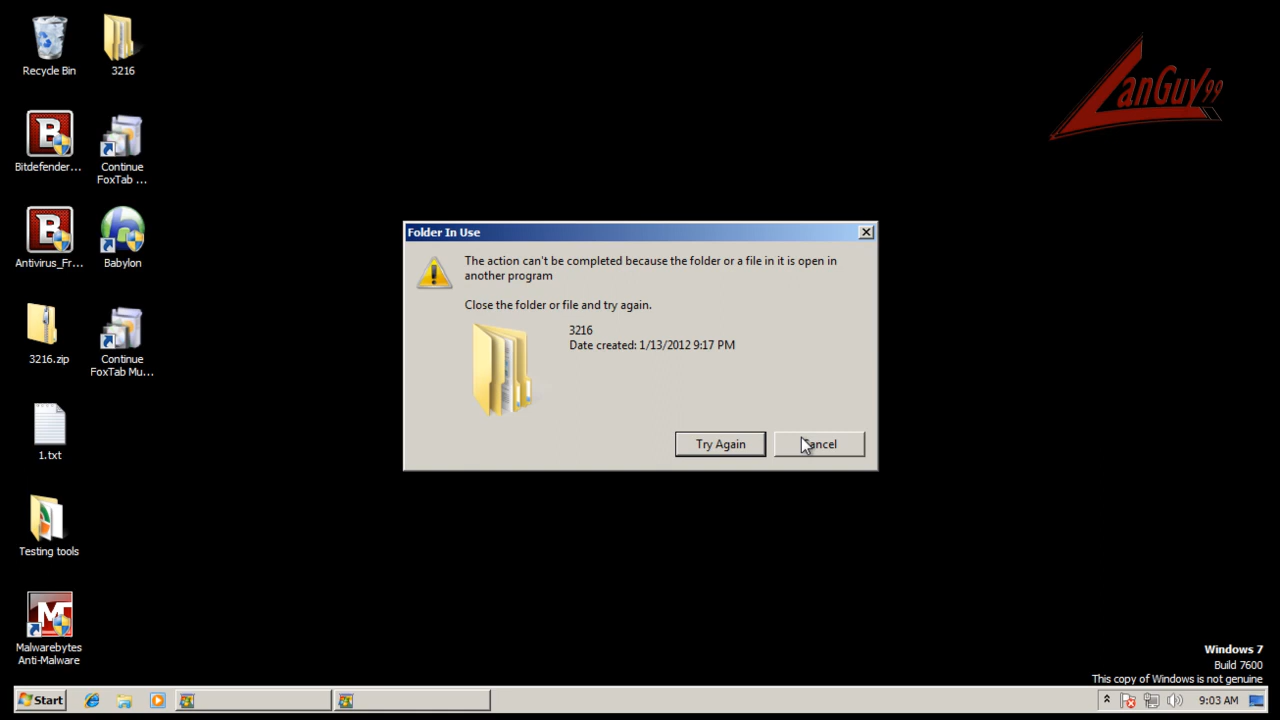 Recycle Bin
3216
Bitdefender...
Continue
FoxTab ...
Antivirus_Fr...
Babylon
3216.zip
Continue
FoxTab Mu...
1.txt
Testing tools
Malwarebytes
Anti-Malware
LanGuy99
Folder In Use
The action can't be completed because the folder or a file in it is open in
another program
Close the folder or file and try again.
3216
Date created: 1/13/2012 9:17 PM
Try Again
Cancel
Windows 7
Build 7600
This copy of Windows is not genuine
Start
9:03 AM